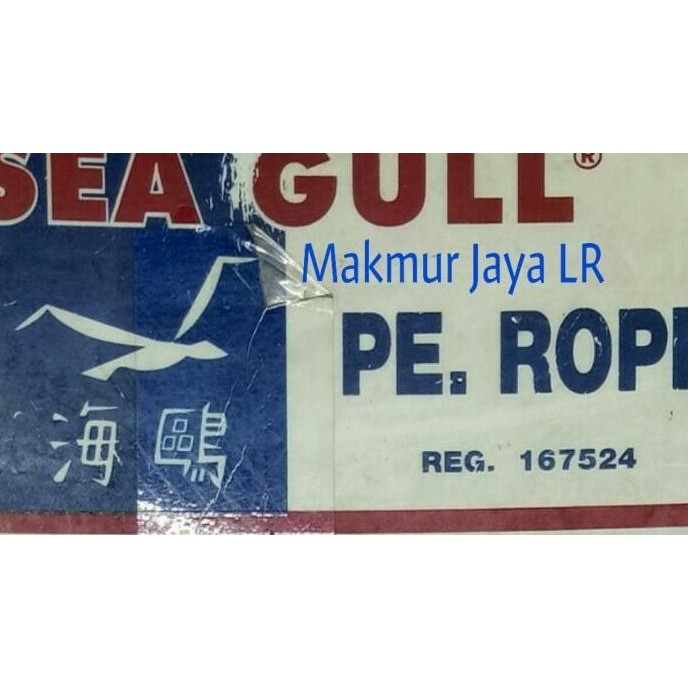 SEA GULL®
Makmur Jaya LR
PE. ROPE
REG. 167524
海鷗